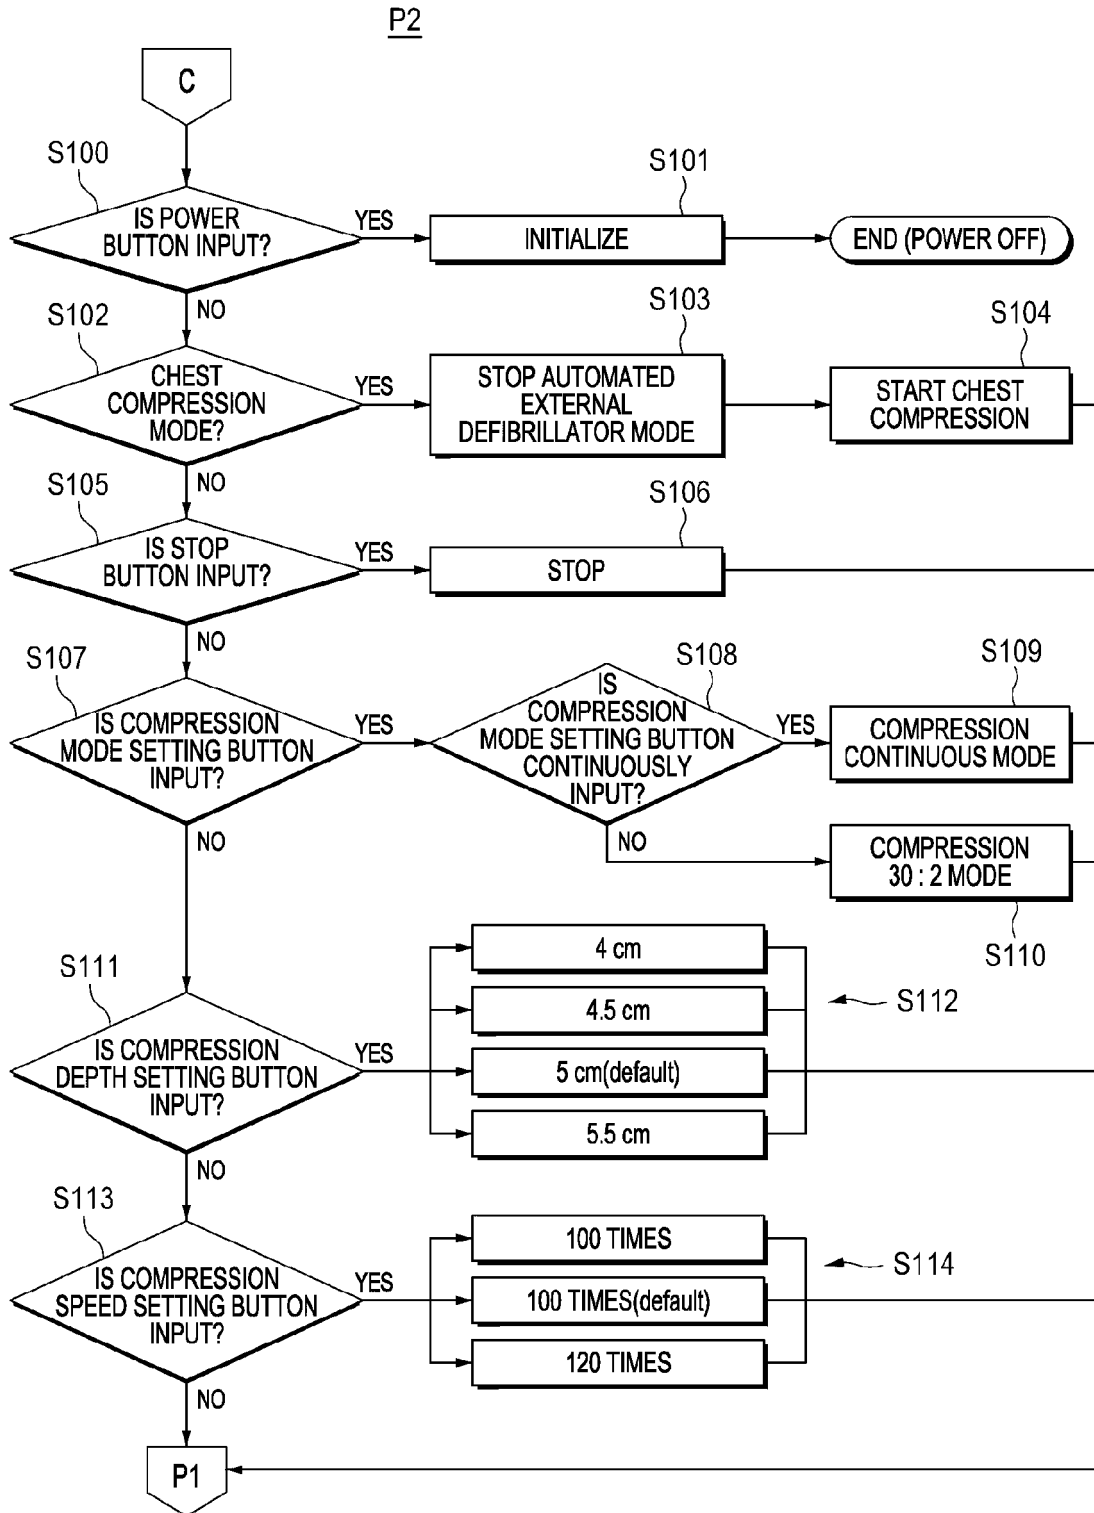 P2
C
S100
IS POWER
BUTTON INPUT?
YES
S101
INITIALIZE
END (POWER OFF)
NO
S102
CHEST
COMPRESSION
MODE?
YES
S103
STOP AUTOMATED
EXTERNAL
DEFIBRILLATOR MODE
S104
START CHEST
COMPRESSION
NO
S105
IS STOP
BUTTON INPUT?
YES
S106
STOP
NO
S107
IS COMPRESSION
MODE SETTING BUTTON
INPUT?
YES
S108
IS
COMPRESSION
MODE SETTING BUTTON
CONTINUOUSLY
INPUT?
YES
S109
COMPRESSION
CONTINUOUS MODE
NO
NO
COMPRESSION
30 : 2 MODE
S110
S111
IS COMPRESSION
DEPTH SETTING BUTTON
INPUT?
YES
4 cm
4.5 cm
5 cm(default)
5.5 cm
S112
NO
S113
IS COMPRESSION
SPEED SETTING BUTTON
INPUT?
YES
100 TIMES
100 TIMES(default)
120 TIMES
S114
NO
P1